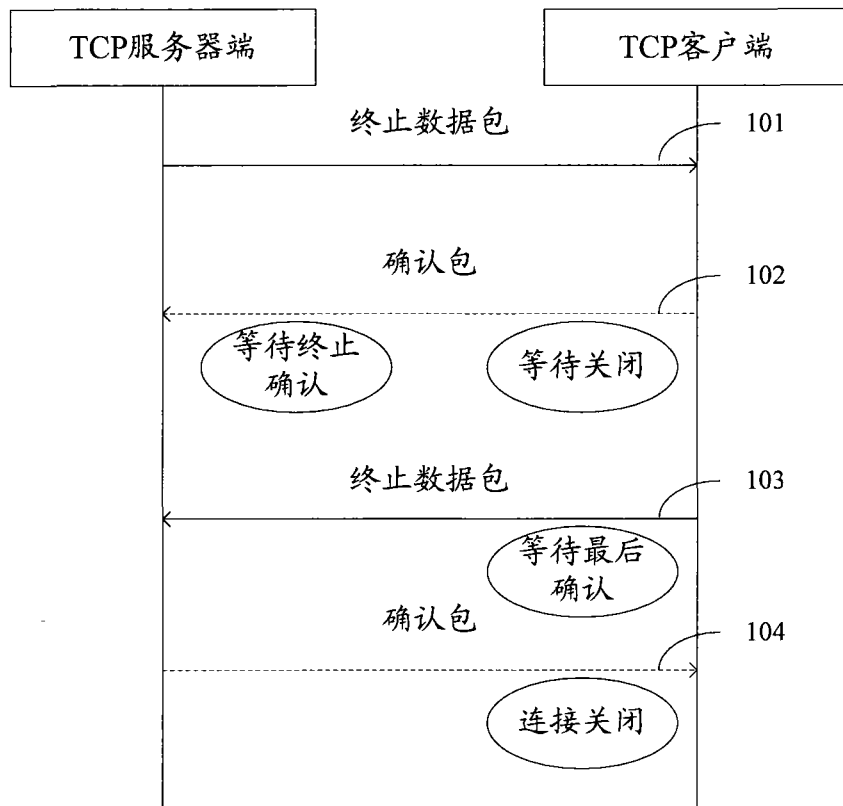 TCP服务器端
TCP客户端
终止数据包
101
确认包
102
等待终止
确认
等待关闭
终止数据包
103
等待最后
确认
确认包
104
连接关闭